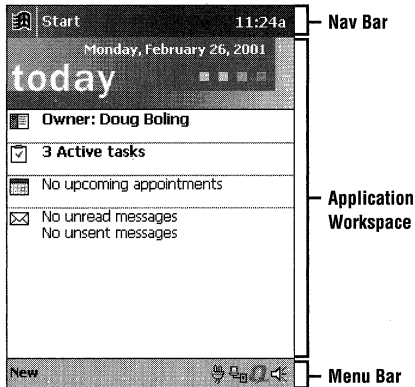 Start 11:24a
Nav Bar
Monday, February 26, 2001
today
Owner: Doug Boling
3 Active tasks
No upcoming appointments
No unread messages
No unsent messages
Application
Workspace
New
Menu Bar